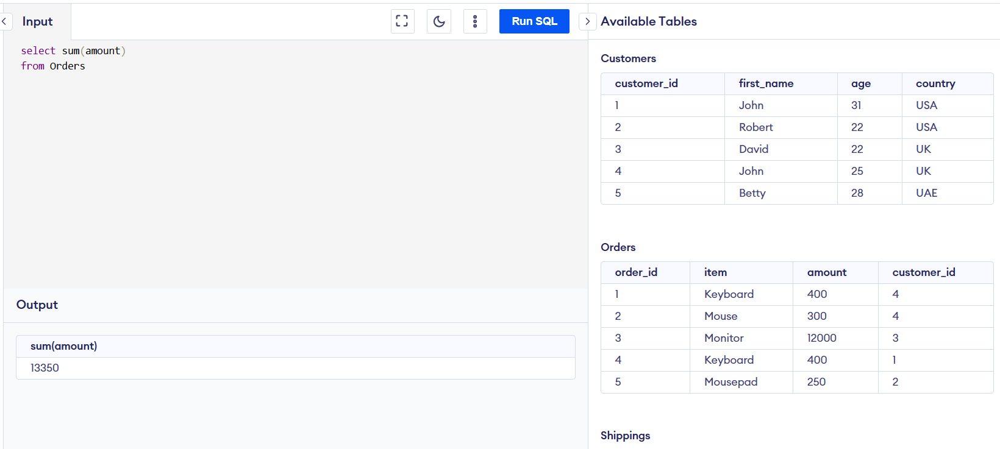 Input
Run SQL
select sum(amount)
from Orders
Output
sum(amount)
13350
Available Tables
Customers
customer_id first_name age country
1 John 31 USA
2 Robert 22 USA
3 David 22 UK
4 John 25 UK
5 Betty 28 UAE
Orders
order_id item amount customer_id
1 Keyboard 400 4
2 Mouse 300 4
3 Monitor 12000 3
4 Keyboard 400 1
5 Mousepad 250 2
Shippings